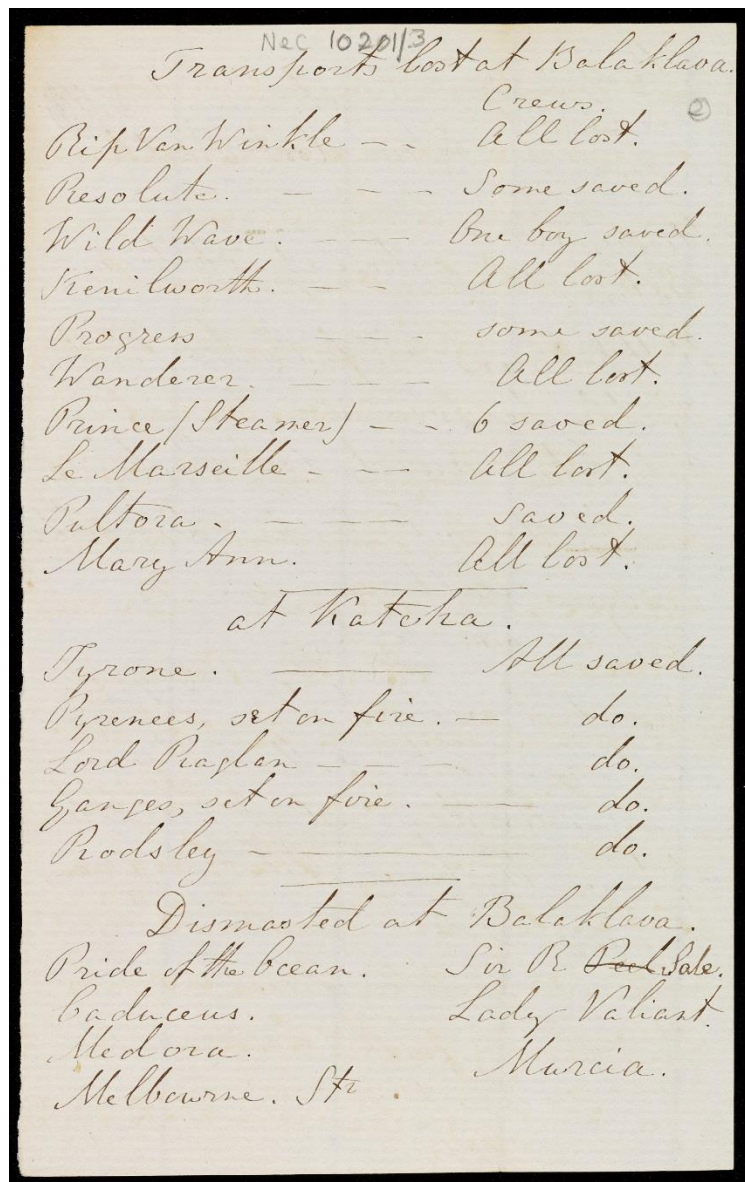 Nec 10201/3
Transports lost at Balaklava.
Crews.
2
Rip Van Winkle - - All lost.
Resolute. - - - Some saved.
Wild Wave. - - One boy saved.
Kenilworth. - - All lost.
Progress - - - some saved.
Wanderer. - - - All lost.
Prince (Steamer) - - 6 saved.
Le Marseille - - - All lost.
Pultora - - - - Saved.
Mary Ann. All lost.
at Katcha.
Tyrone. — All saved.
Pyrenees, set on fire. — do.
Lord Raglan - - - do.
Ganges, set on fire. — do.
Rodsley - — do.
Dismasted at Balaklava.
Pride of the Ocean. Sir R Peel Sale.
Caduceus. Lady Valiant.
Medora. Murcia.
Melbourne. Str.